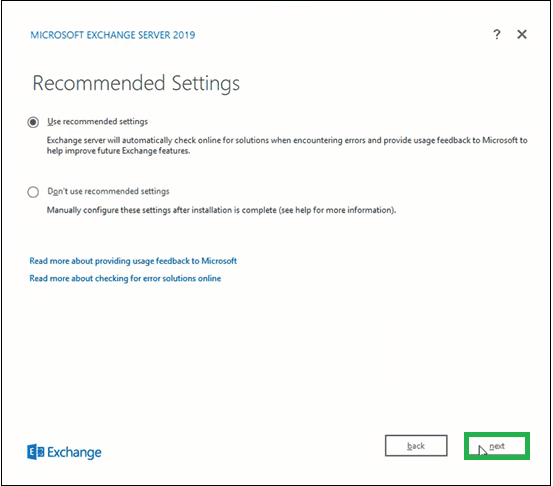 MICROSOFT EXCHANGE SERVER 2019
?
Recommended Settings
Use recommended settings
Exchange server will automatically check online for solutions when encountering errors and provide usage feedback to Microsoft to
help improve future Exchange features.
Don't use recommended settings
Manually configure these settings after installation is complete (see help for more information).
Read more about providing usage feedback to Microsoft
Read more about checking for error solutions online
E Exchange
back
next